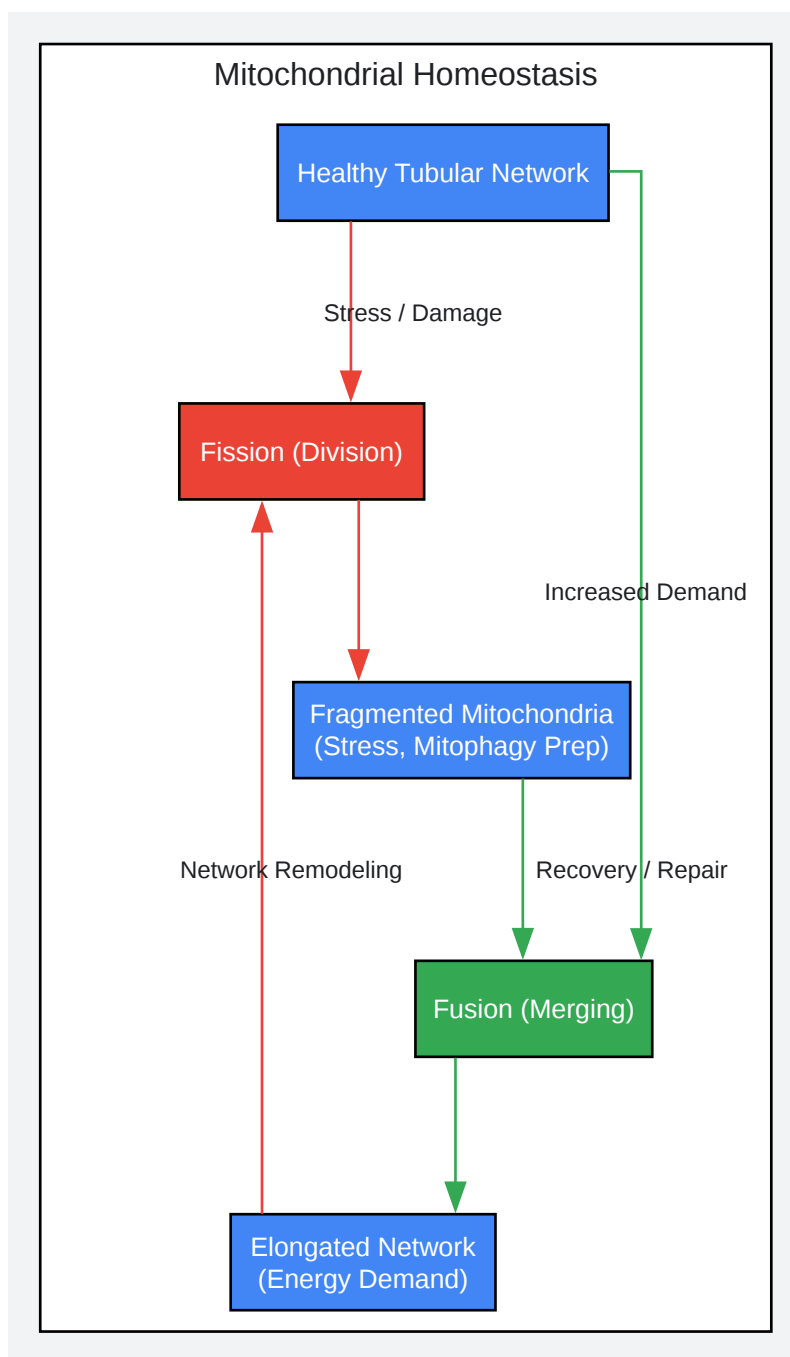 Mitochondrial Homeostasis
Healthy Tubular Network
Stress / Damage
Fission (Division)
Increased Demand
Fragmented Mitochondria
(Stress, Mitophagy Prep)
Network Remodeling
Recovery / Repair
Fusion (Merging)
Elongated Network
(Energy Demand)